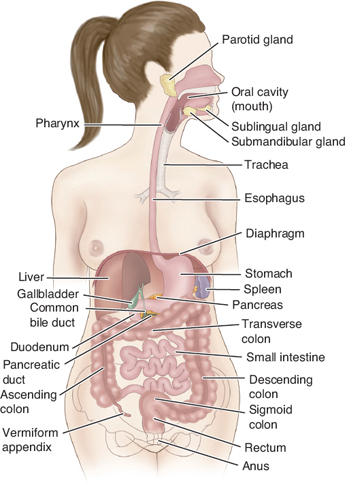 Parotid gland
Oral cavity
(mouth)
Sublingual gland
Submandibular gland
Pharynx
Trachea
Esophagus
Diaphragm
Liver
Stomach
Gallbladder
Spleen
Common
bile duct
Pancreas
Transverse
colon
Duodenum
Small intestine
Pancreatic
duct
Descending
colon
Ascending
colon
Sigmoid
colon
Vermiform
appendix
Rectum
Anus